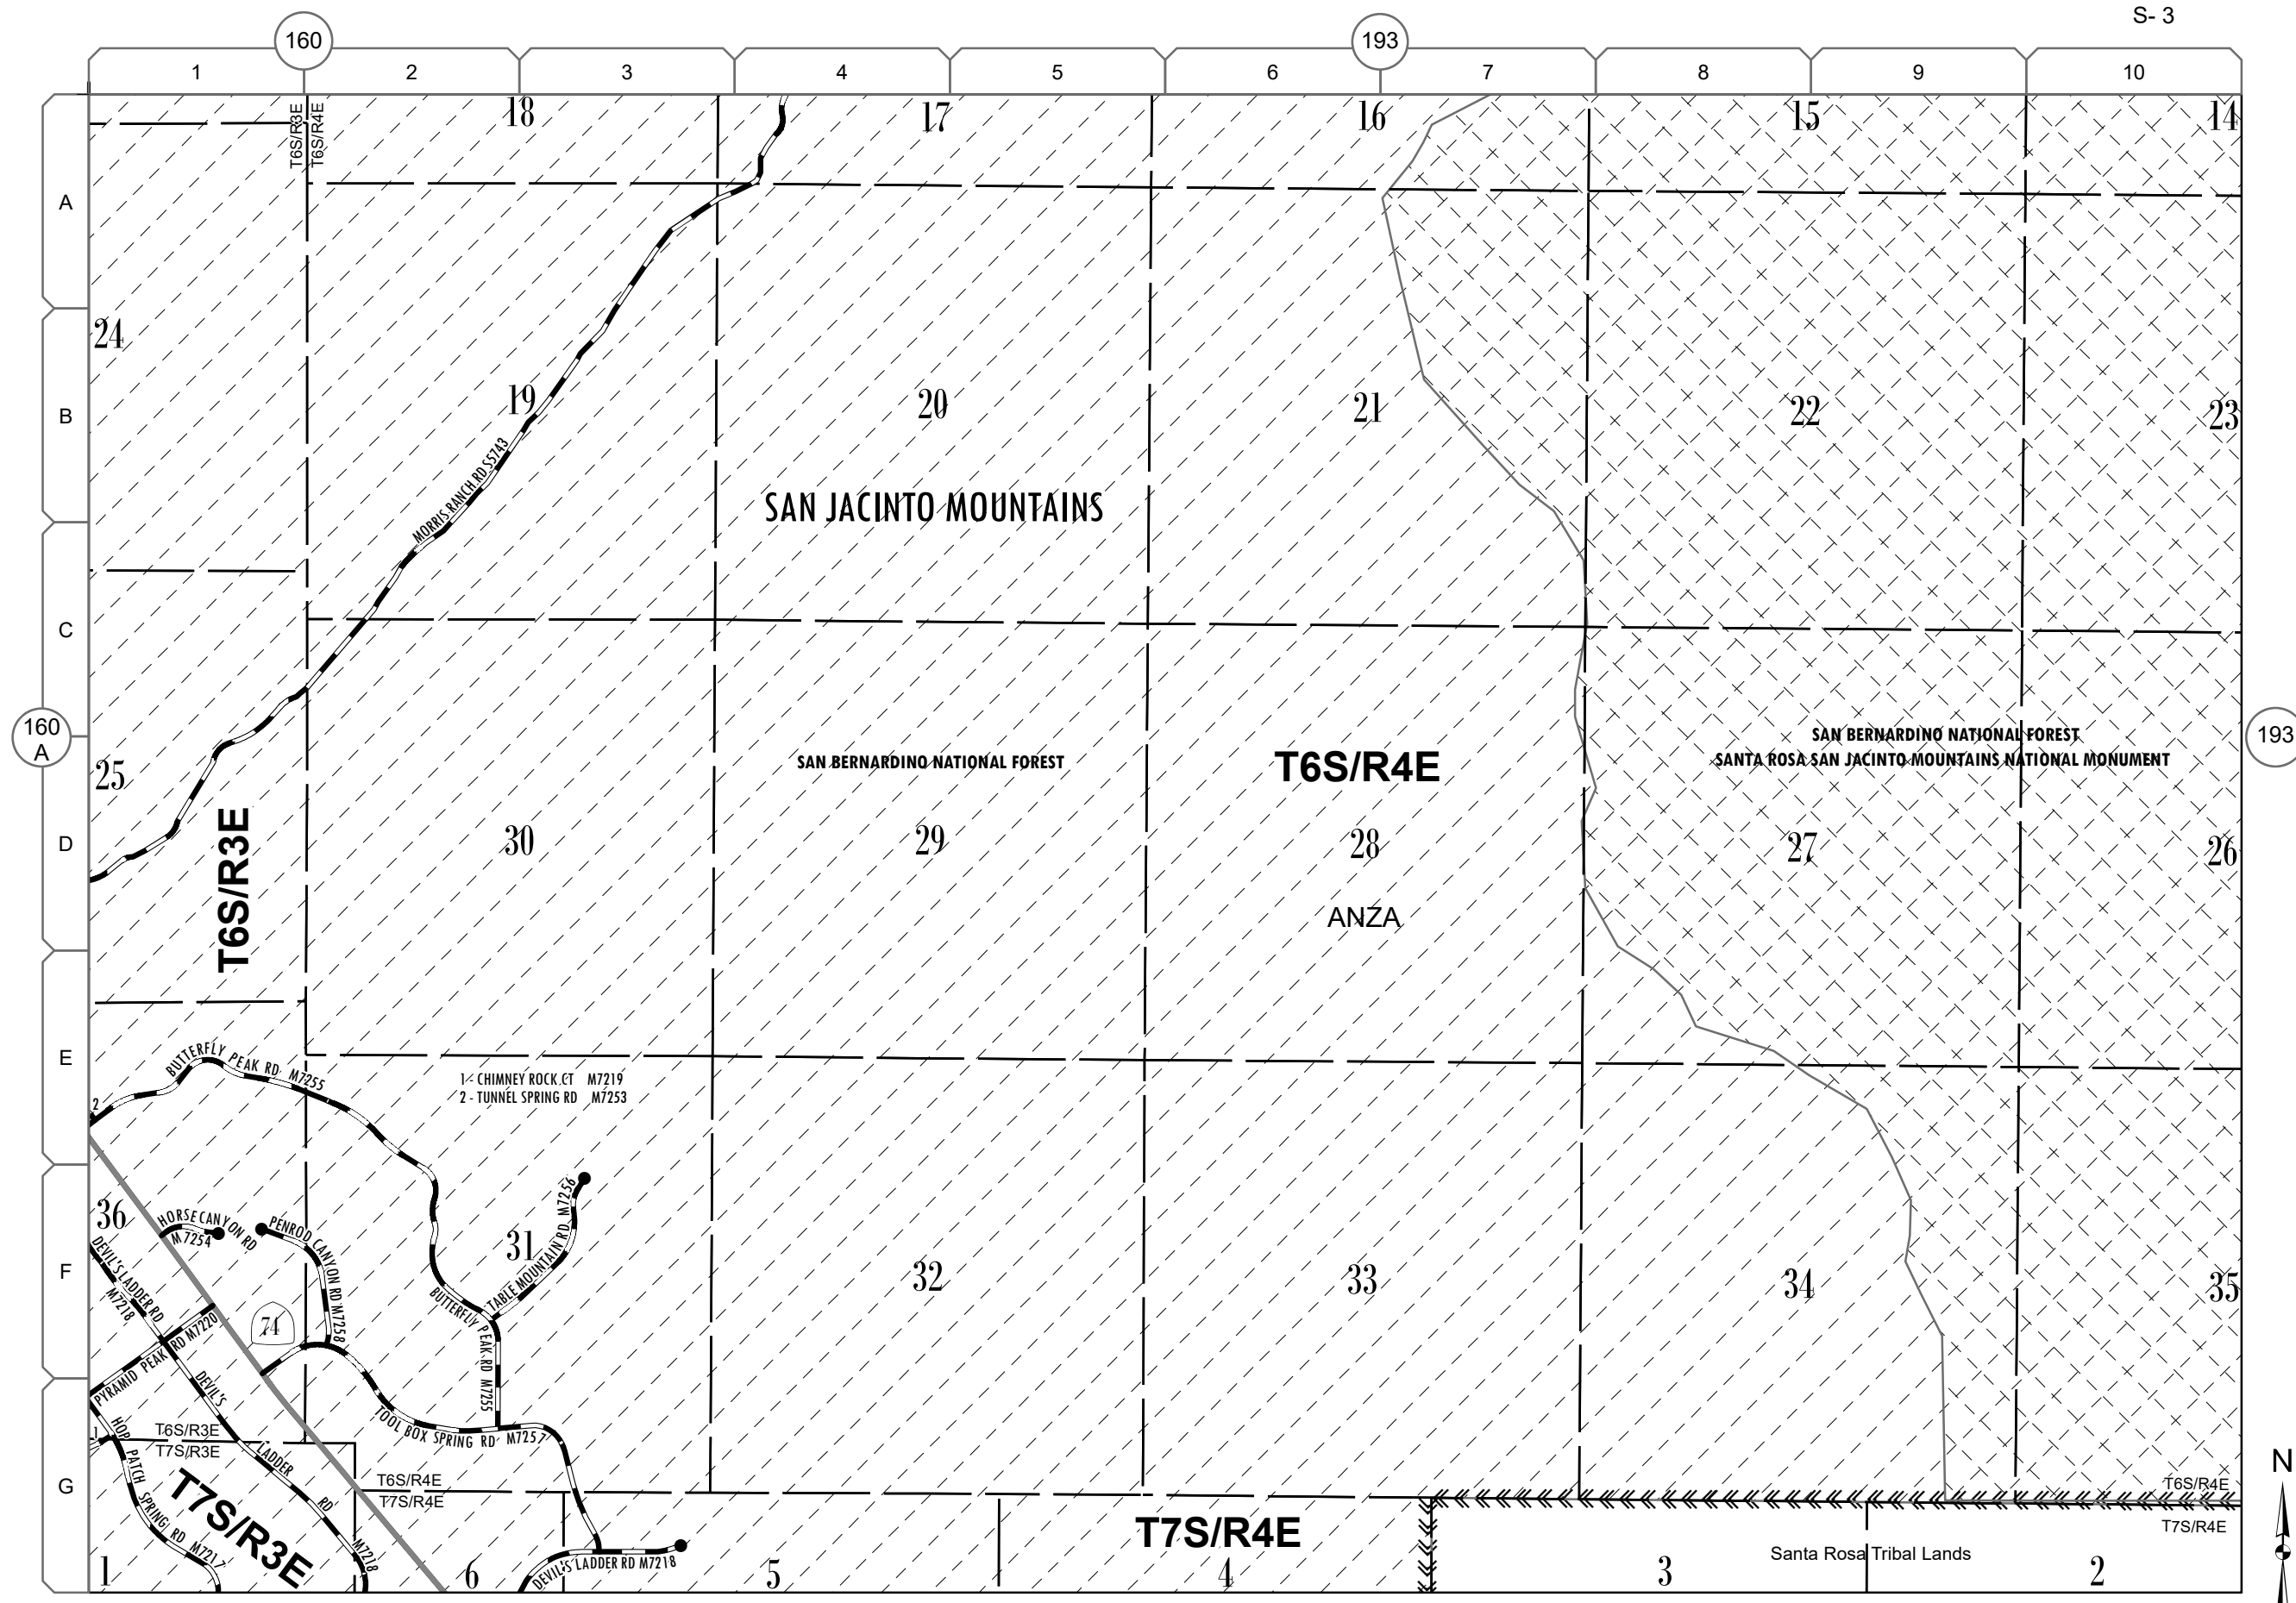 S- 3
160
193
1
2
3
4
5
6
7
8
9
10
T6S/R3E
T6S/R4E
18
17
16
15
14
A
24
B
19
20
21
22
23
MORRIS RANCH RD S5743
SAN JACINTO MOUNTAINS
C
160
A
193
SAN BERNARDINO NATIONAL FOREST
T6S/R4E
SAN BERNARDINO NATIONAL FOREST
SANTA ROSA SAN JACINTO MOUNTAINS NATIONAL MONUMENT
25
T6S/R3E
D
30
29
28
27
26
ANZA
E
BUTTERFLY PEAK RD M7255
1 - CHIMNEY ROCK CT M7219
2 - TUNNEL SPRING RD M7253
2
36
HORSE CANYON RD
M 7254
PENROD CANYON RD M7258
TABLE MOUNTAIN RD M7256
31
32
33
34
35
F
DEVIL'S LADDER RD
M7218
PYRAMID PEAK RD M7220
74
BUTTERFLY PEAK RD M7255
DEVIL'S LADDER RD M7218
TOOL BOX SPRING RD M7257
HOP PATCH SPRING RD M7217
1
T6S/R3E
T7S/R3E
G
T6S/R4E
T7S/R4E
T6S/R4E
T7S/R4E
T7S/R3E
T7S/R4E
Santa Rosa Tribal Lands
DEVIL'S LADDER RD M7218
1
6
5
4
3
2
N